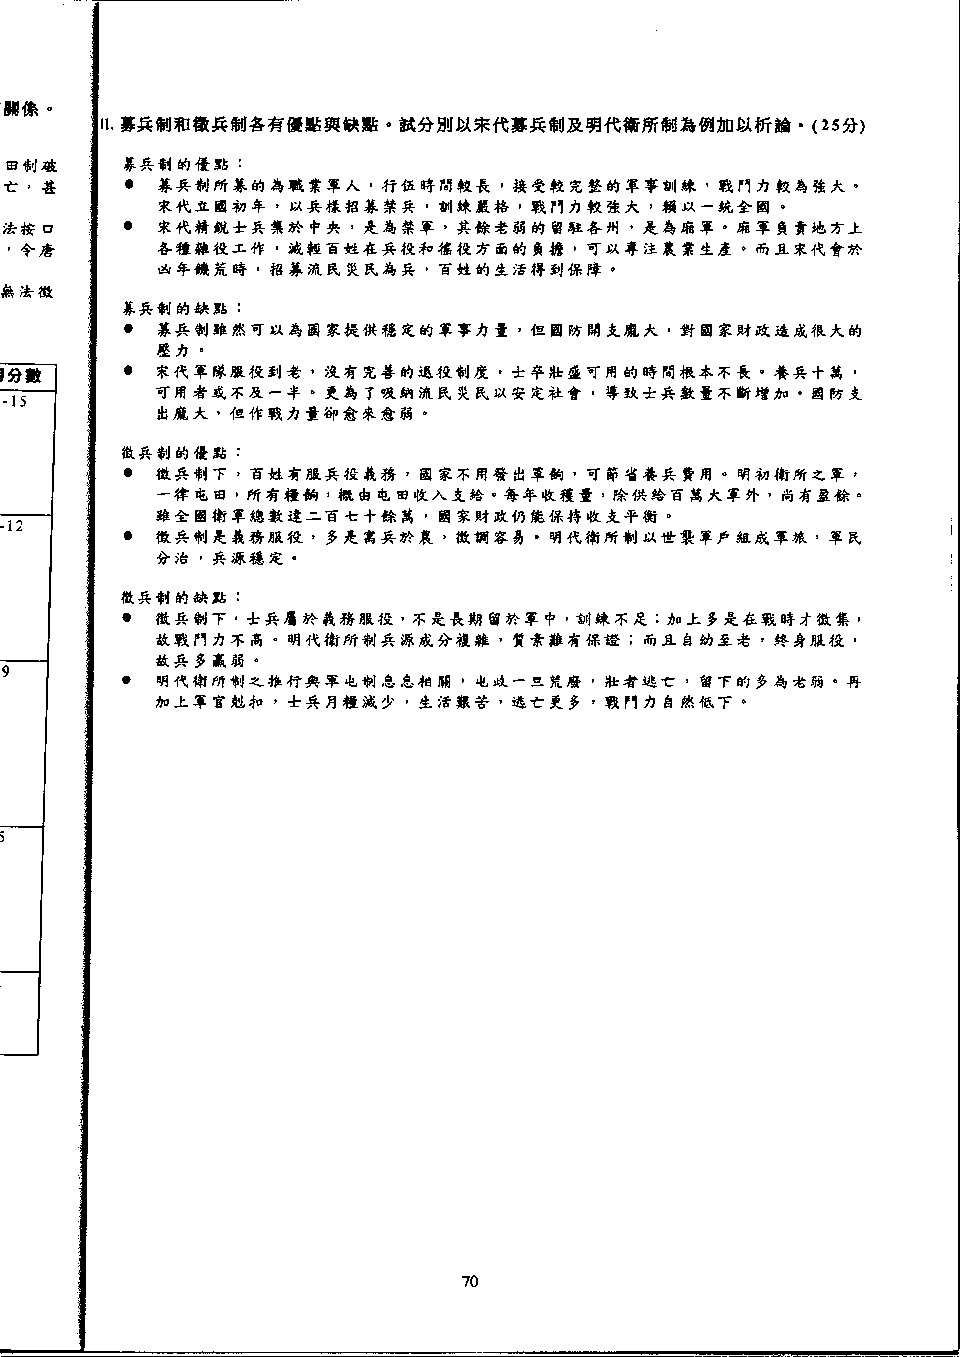 關係。
田制破
亡，甚
法按口
，令唐
無法徵
分數
-15
-12
9
5
11. 募兵制和徵兵制各有優點與缺點。試分別以宋代募兵制及明代衛所制為例加以析論。(25分)
募兵制的優點：
● 募兵制所募的為職業軍人，行伍時間較長，接受較完整的軍事訓練，戰鬥力較為強大。
宋代立國初年，以兵樣招募禁兵，訓練嚴格，戰鬥力較強大，賴以一統全國。
● 宋代精銳士兵集於中央，是為禁軍，其餘老弱的留駐各州，是為廂軍。廂軍負責地方上
各種雜役工作，減輕百姓在兵役和徭役方面的負擔，可以專注農業生產。而且宋代會於
凶年饑荒時，招募流民災民為兵，百姓的生活得到保障。
募兵制的缺點：
● 募兵制雖然可以為國家提供穩定的軍事力量，但國防開支龐大，對國家財政造成很大的
壓力。
● 宋代軍隊服役到老，沒有完善的退役制度，士卒壯盛可用的時間根本不長。養兵十萬，
可用者或不及一半。更為了吸納流民災民以安定社會，導致士兵數量不斷增加。國防支
出龐大，但作戰力量卻愈來愈弱。
徵兵制的優點：
● 徵兵制下，百姓有服兵役義務，國家不用發出軍餉，可節省養兵費用。明初衛所之軍，
一律屯田，所有糧餉，概由屯田收入支給。每年收穫量，除供給百萬大軍外，尚有盈餘。
雖全國衛軍總數達二百七十餘萬，國家財政仍能保持收支平衡。
● 徵兵制是義務服役，多是寓兵於農，徵調容易。明代衛所制以世襲軍戶組成軍旅，軍民
分治，兵源穩定。
徵兵制的缺點：
● 徵兵制下，士兵屬於義務服役，不是長期留於軍中，訓練不足；加上多是在戰時才徵集，
故戰鬥力不高。明代衛所制兵源成分複雜，質素難有保證；而且自幼至老，終身服役，
故兵多羸弱。
● 明代衛所制之推行與軍屯制息息相關，屯政一旦荒廢，壯者逃亡，留下的多為老弱。再
加上軍官剋扣，士兵月糧減少，生活艱苦，逃亡更多，戰鬥力自然低下。
70